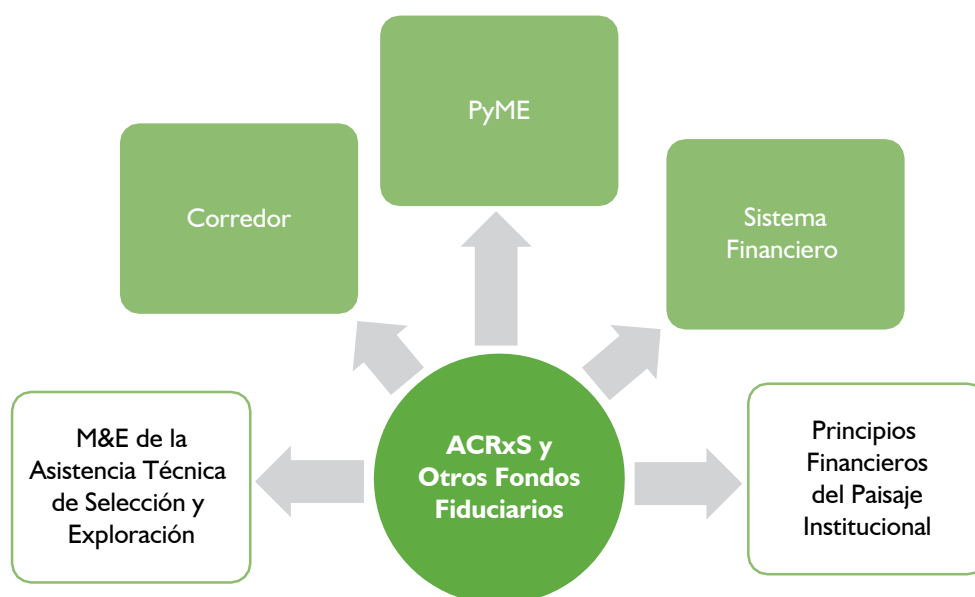 PyME
Corredor
Sistema
Financiero
M&E de la
Asistencia Técnica
de Selección y
Exploración
ACRxS y
Otros Fondos
Fiduciarios
Principios
Financieros
del Paisaje
Institucional